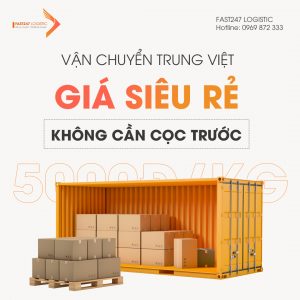 FAST247 LOGISTIC
FAST247 LOGISTIC
Hotline: 0969 872 333
VẬN CHUYỂN TRUNG VIỆT
GIÁ SIÊU RẺ
KHÔNG CẦN CỌC TRƯỚC
5000Đ/KG